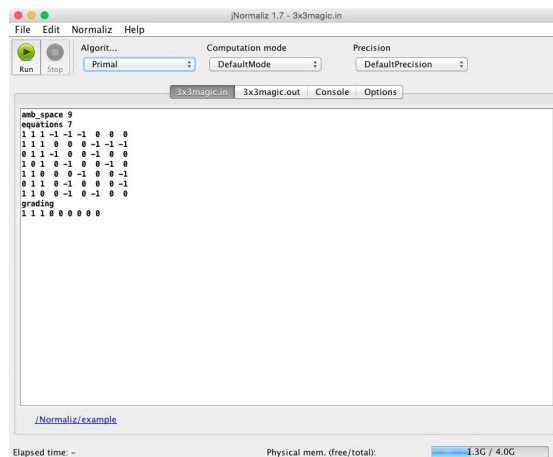 jNormaliz 1.7 - 3x3magic.in
File Edit Normaliz Help
Algorit... Computation mode Precision
Run Stop Primal DefaultMode DefaultPrecision
3x3magic.in 3x3magic.out Console Options
amb_space 9
equations 7
1 1 1 -1 -1 -1 0 0 0
1 1 1 0 0 0 -1 -1 -1
0 1 1 -1 0 0 -1 0 0
1 0 1 0 -1 0 0 -1 0
1 1 0 0 0 -1 0 0 -1
0 1 1 0 -1 0 0 0 -1
1 1 0 0 -1 0 -1 0 0
grading
1 1 1 0 0 0 0 0 0
/Normaliz/example
Elapsed time: – Physical mem. (free/total): 1.3G / 4.0G